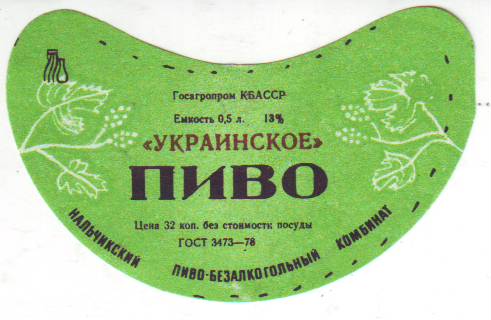 Госагропром КБАССР
Емкость 0,5 л. 13%
«УКРАИНСКОЕ»
ПИВО
Цена 32 коп. без стоимости посуды
ГОСТ 3473—78
НАЛЬЧИКСКИЙ ПИВО-БЕЗАЛКОГОЛЬНЫЙ КОМБИНАТ